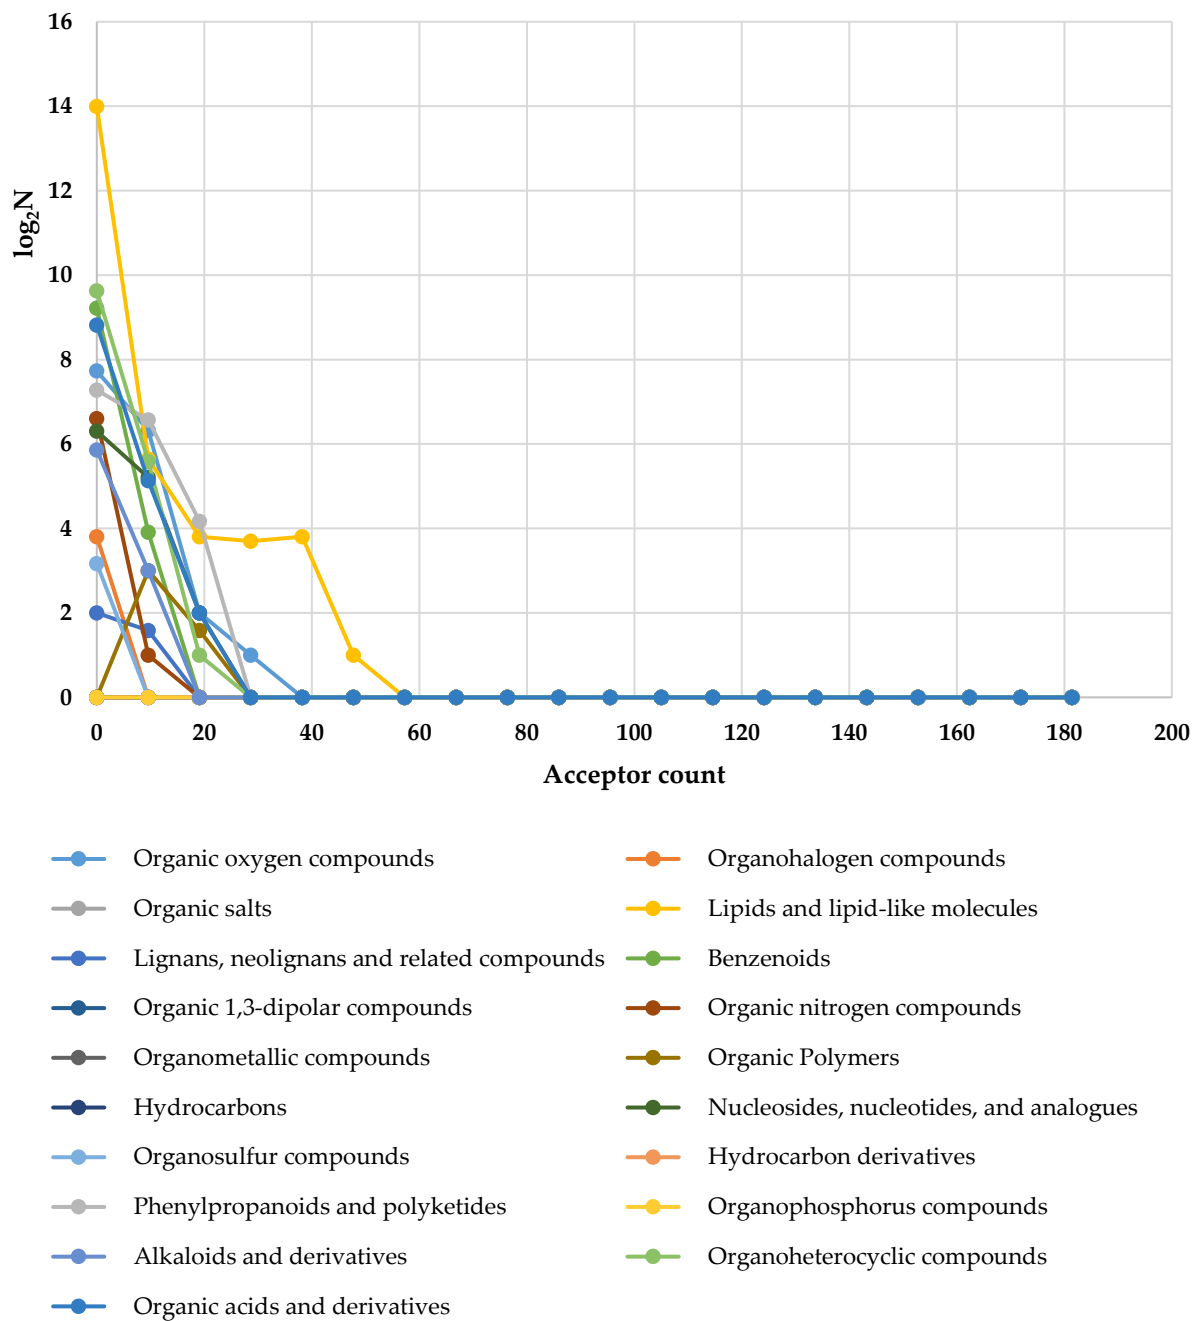 16
14
12
10
8
6
4
2
0
log₂N
0 20 40 60 80 100 120 140 160 180 200
Acceptor count
Organic oxygen compounds
Organohalogen compounds
Organic salts
Lipids and lipid-like molecules
Lignans, neolignans and related compounds
Benzenoids
Organic 1,3-dipolar compounds
Organic nitrogen compounds
Organometallic compounds
Organic Polymers
Hydrocarbons
Nucleosides, nucleotides, and analogues
Organosulfur compounds
Hydrocarbon derivatives
Phenylpropanoids and polyketides
Organophosphorus compounds
Alkaloids and derivatives
Organoheterocyclic compounds
Organic acids and derivatives